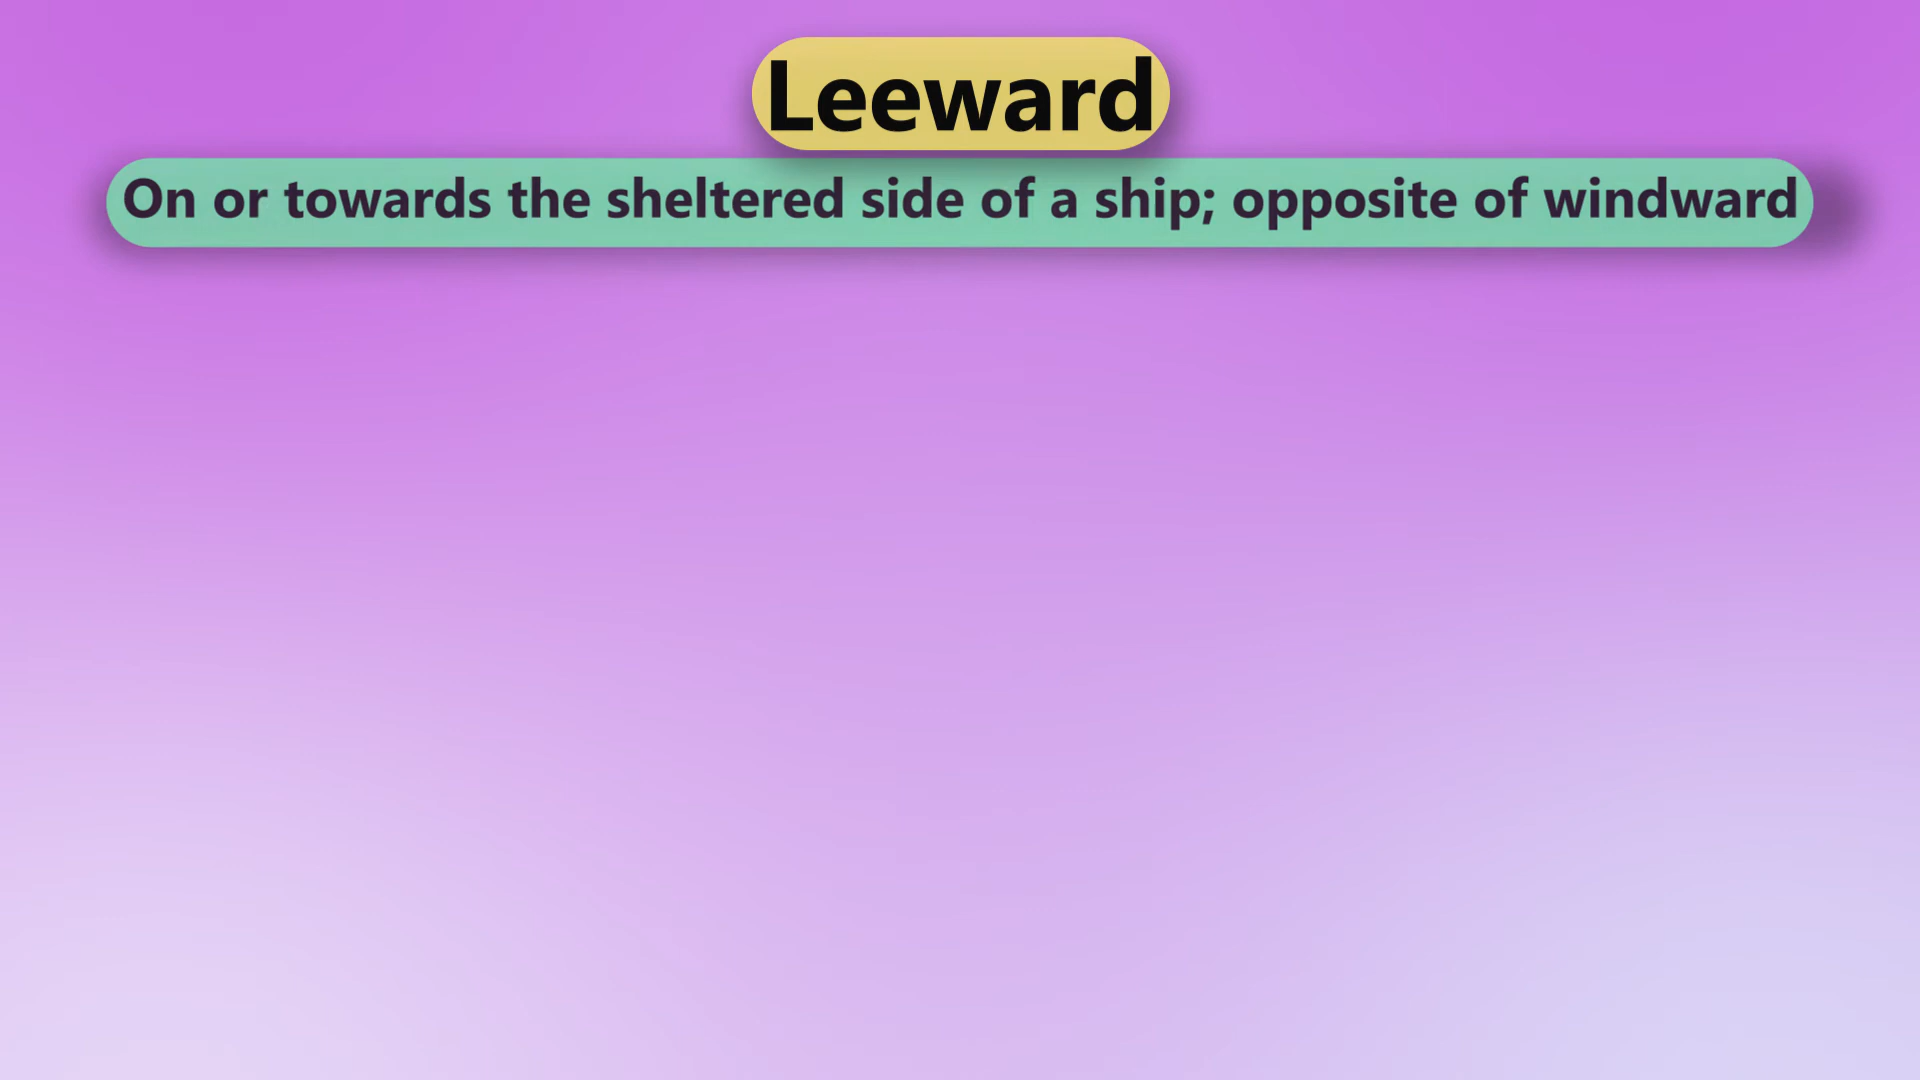 Leeward
On or towards the sheltered side of a ship; opposite of windward